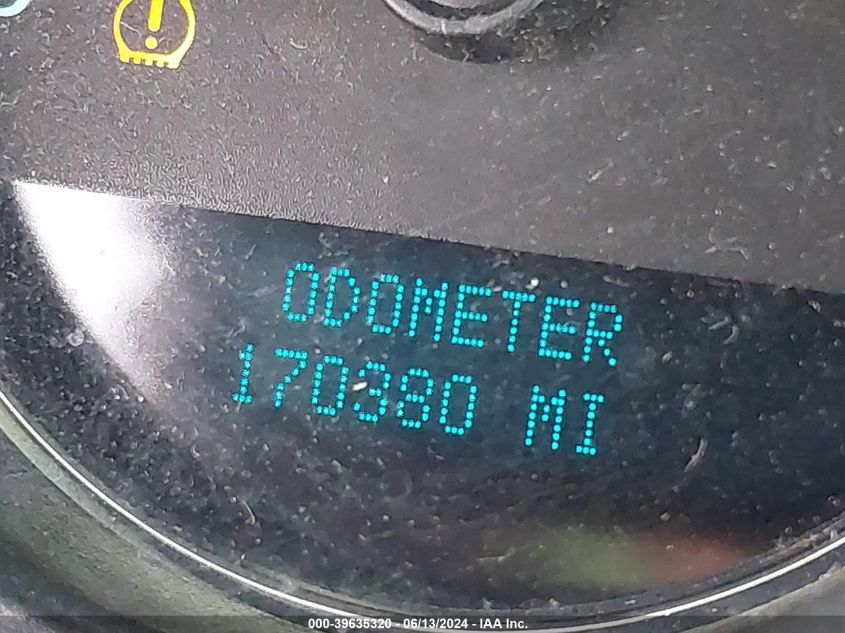 ODOMETER
170380 MI
000-39635320 - 06/13/2024 - IAA Inc.